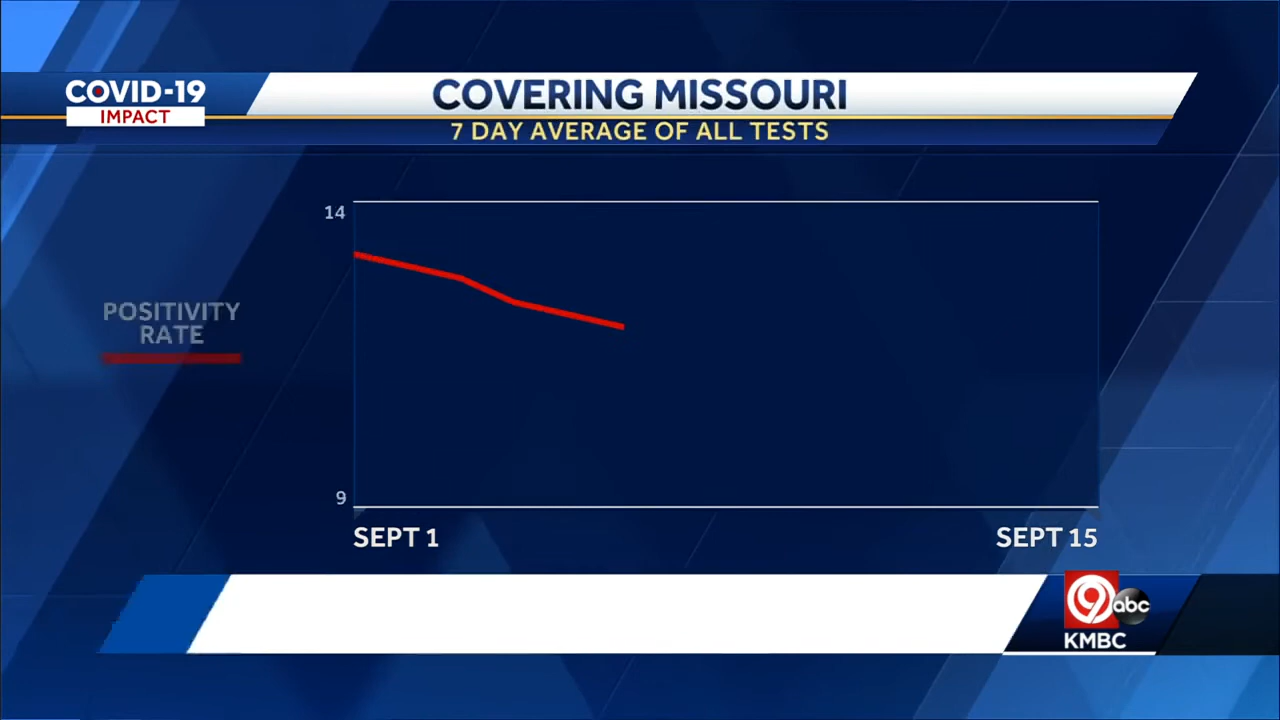 COVID-19
IMPACT
COVERING MISSOURI
7 DAY AVERAGE OF ALL TESTS
14
POSITIVITY
RATE
9
SEPT 1
SEPT 15
9
abc
KMBC